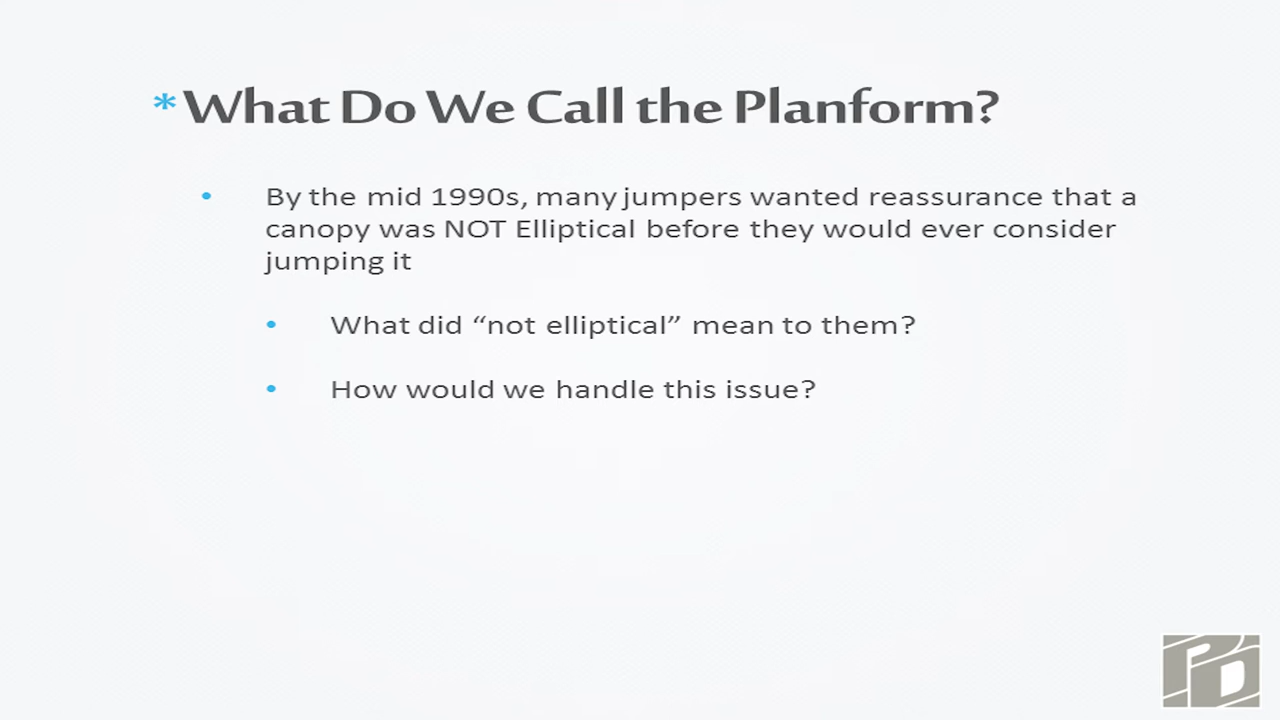 *What Do We Call the Planform?
• By the mid 1990s, many jumpers wanted reassurance that a
canopy was NOT Elliptical before they would ever consider
jumping it
• What did “not elliptical” mean to them?
• How would we handle this issue?
PD